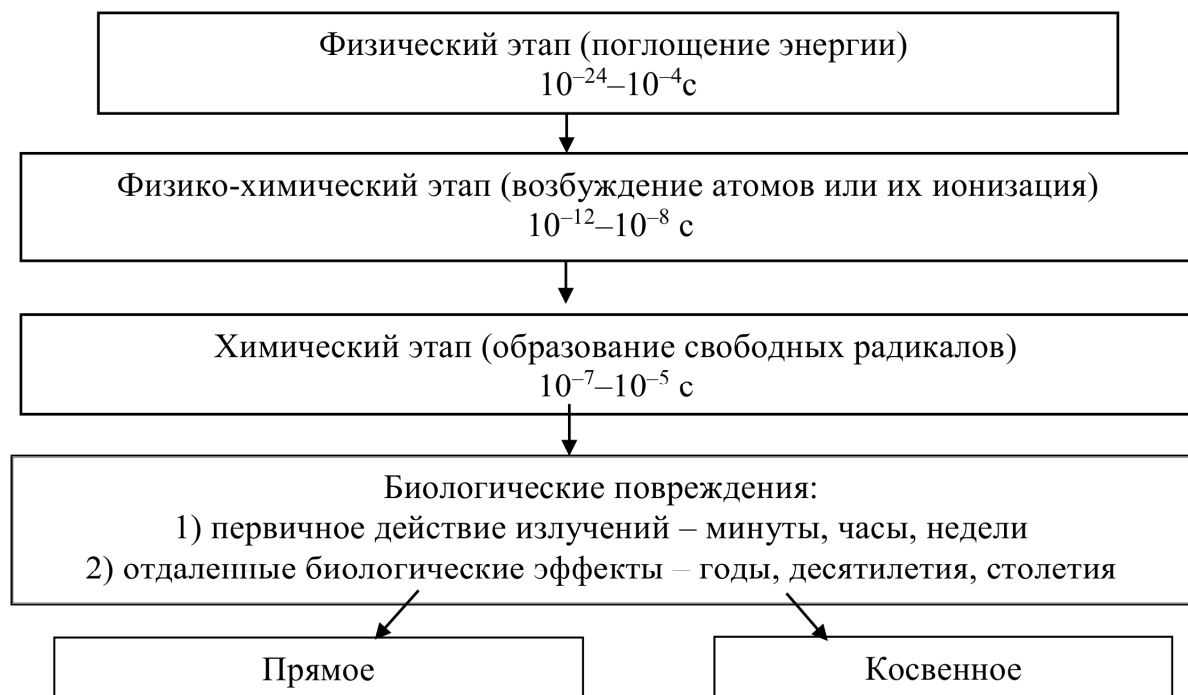 Физический этап (поглощение энергии)
10⁻²⁴–10⁻⁴с
Физико-химический этап (возбуждение атомов или их ионизация)
10⁻¹²–10⁻⁸ с
Химический этап (образование свободных радикалов)
10⁻⁷–10⁻⁵ с
Биологические повреждения:
1) первичное действие излучений – минуты, часы, недели
2) отдаленные биологические эффекты – годы, десятилетия, столетия
Прямое
Косвенное